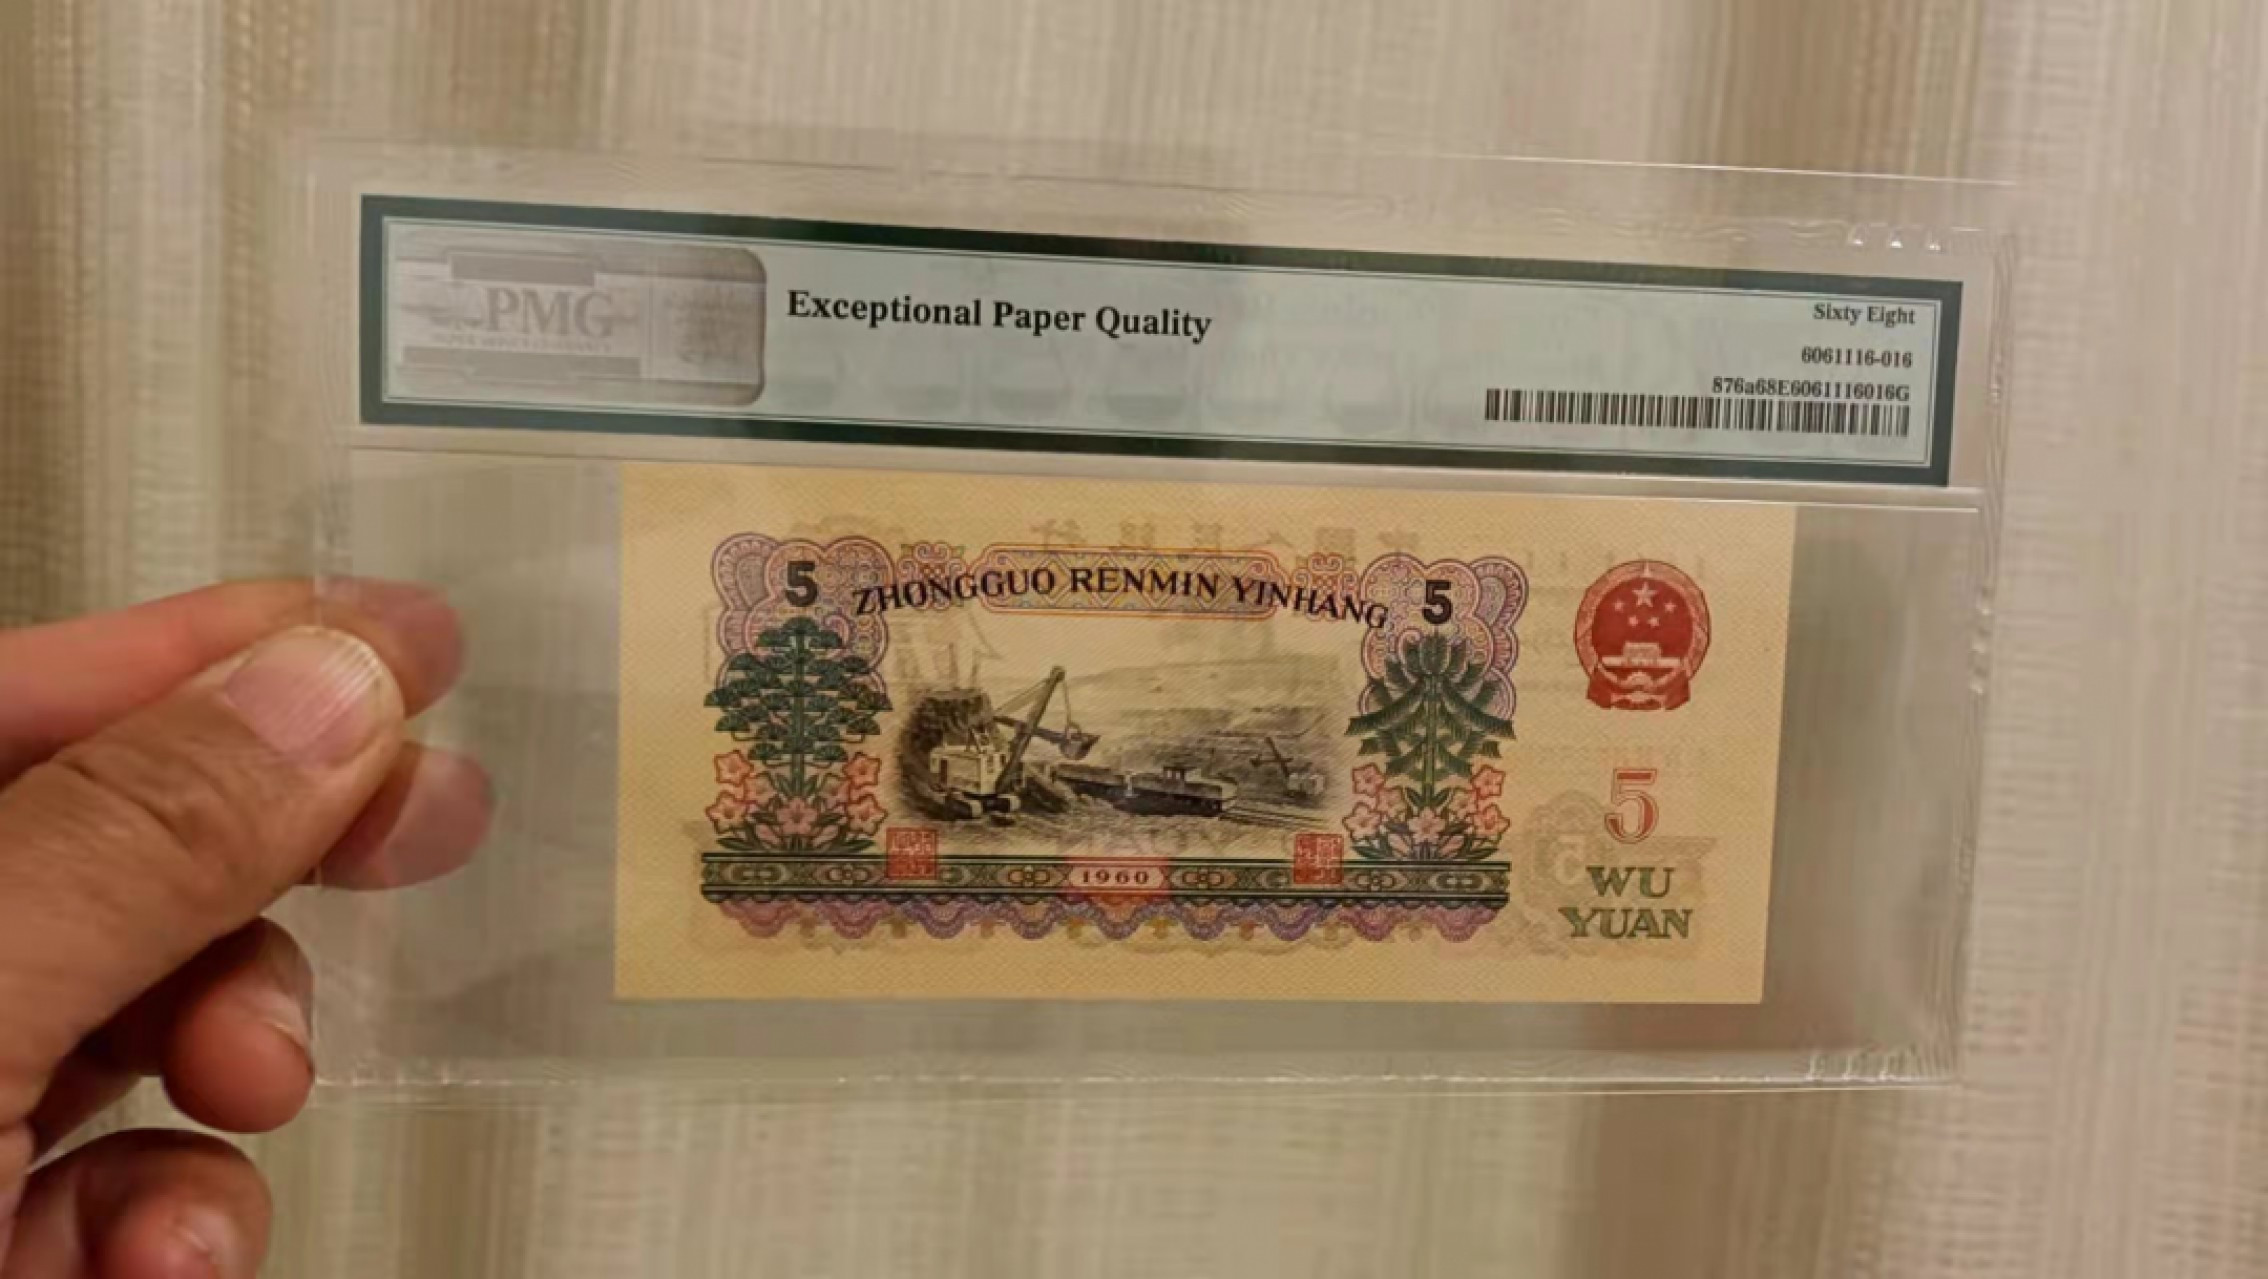 PMG
Exceptional Paper Quality
Sixty Eight
6061116-016
876a68E6061116016G
5 ZHONGGUO RENMIN YINHANG 5
1960
5
WU
YUAN